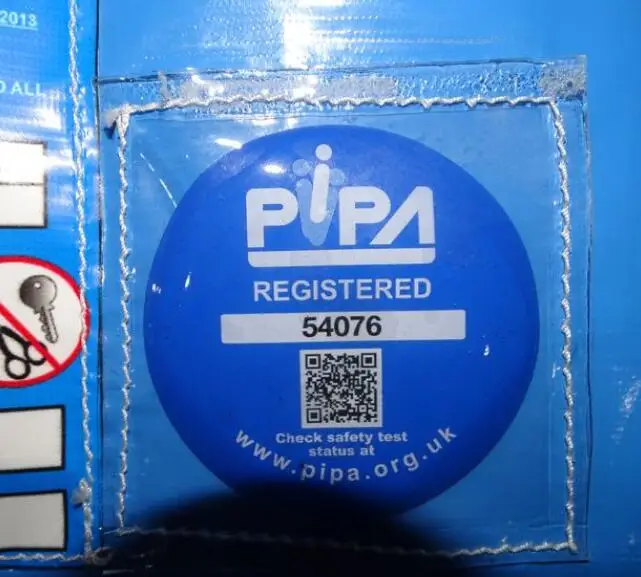 2013
ALL
PiPA
REGISTERED
54076
Check safety test
status at
www.pipa.org.uk